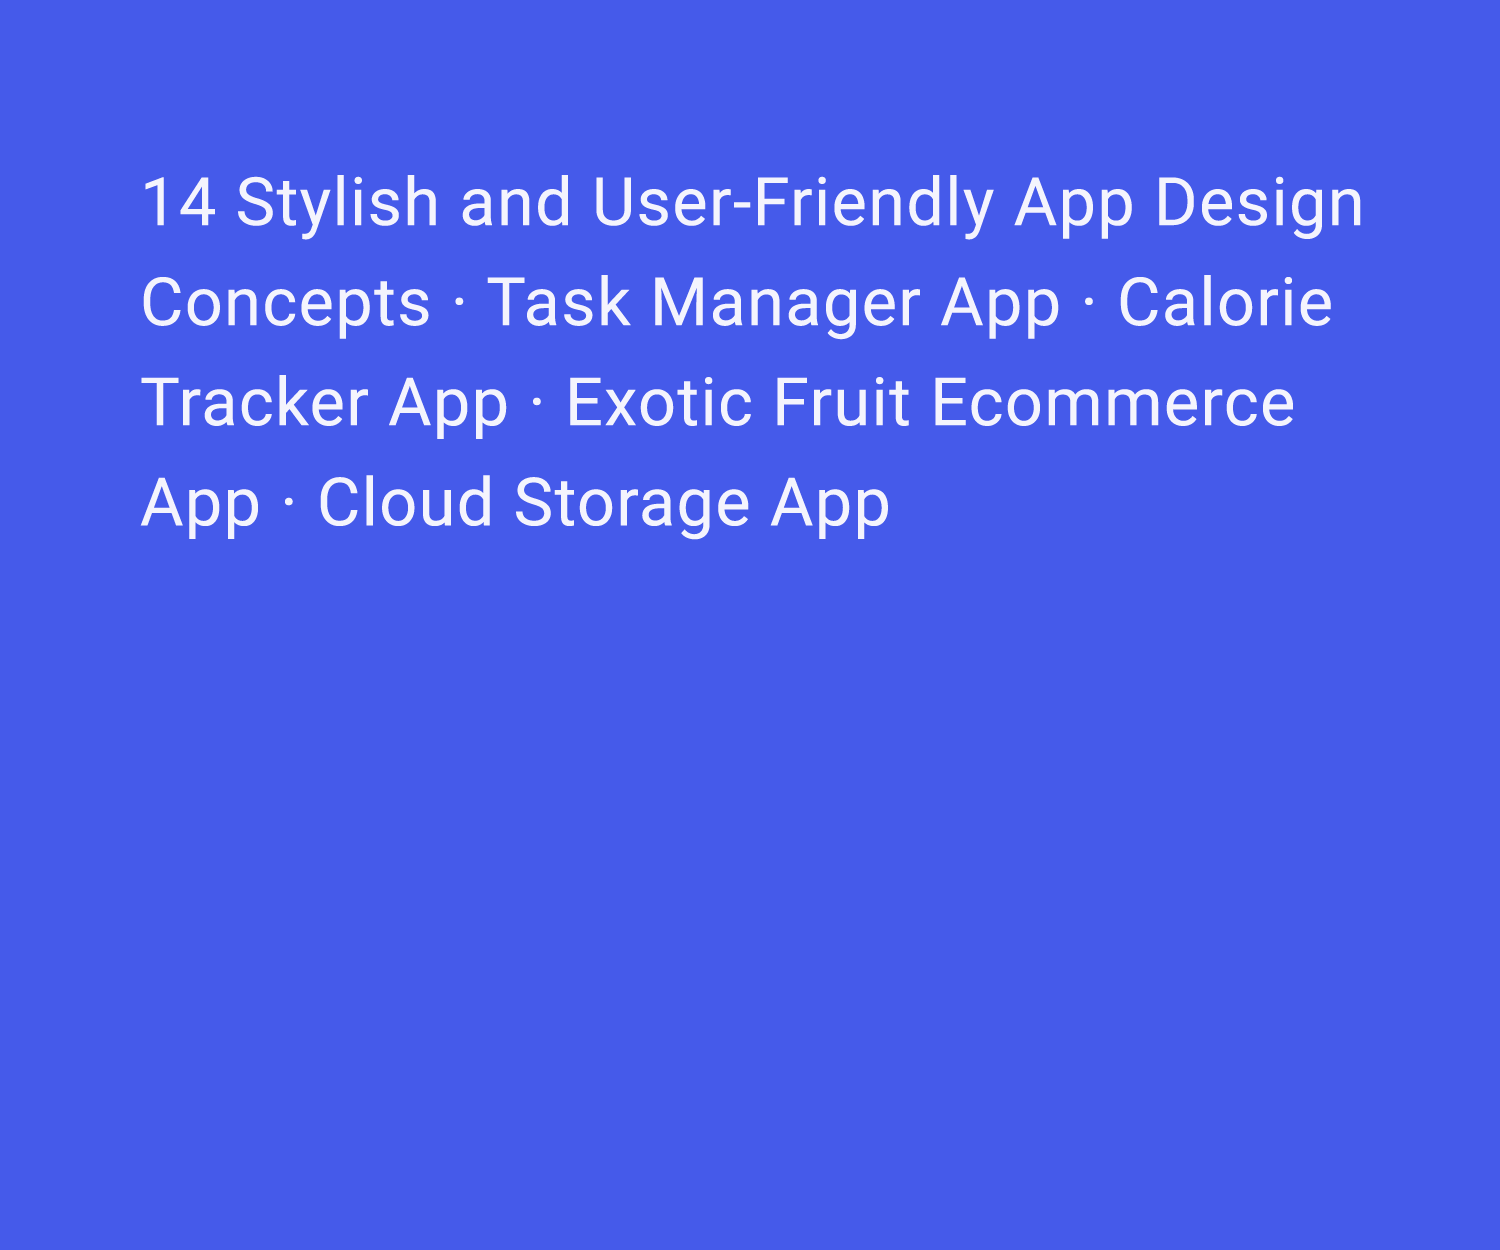 14 Stylish and User-Friendly App Design
Concepts · Task Manager App · Calorie
Tracker App · Exotic Fruit Ecommerce
App · Cloud Storage App